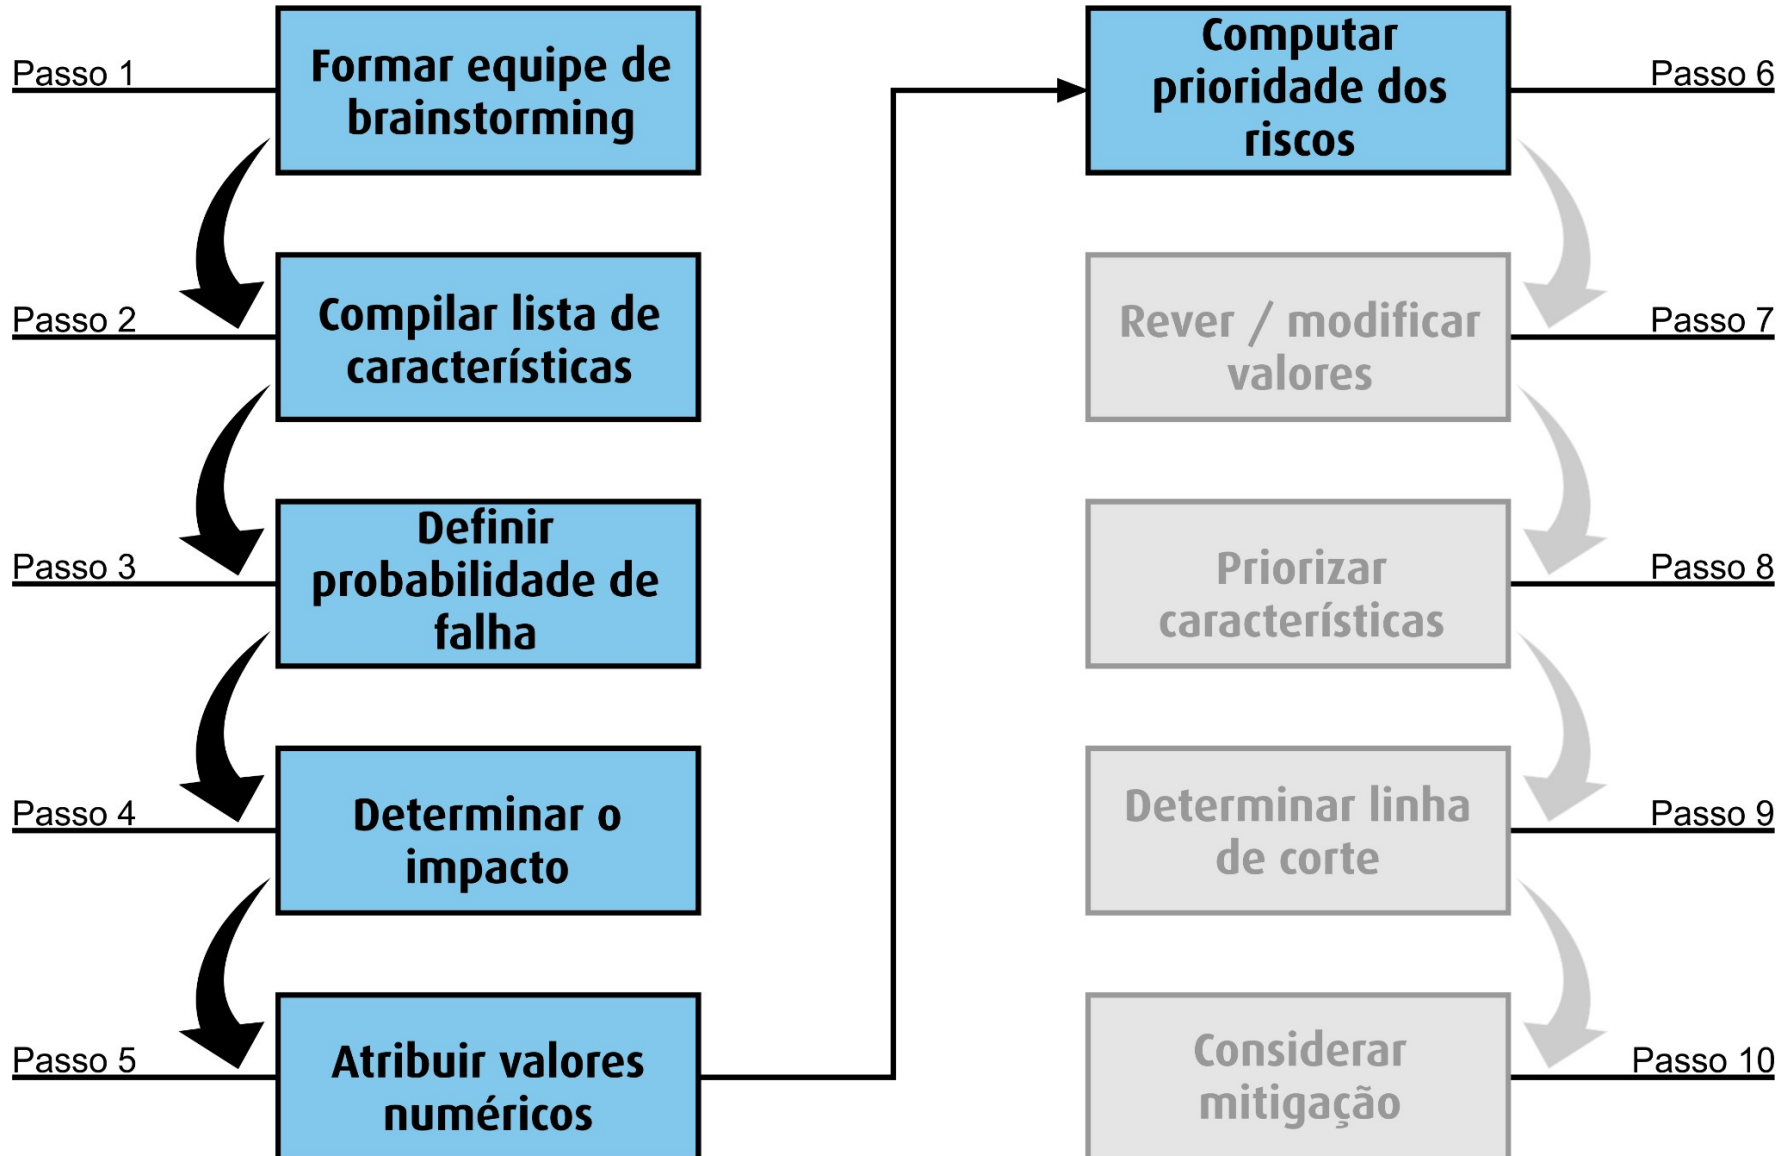 Passo 1
Formar equipe de
brainstorming
Passo 2
Compilar lista de
características
Passo 3
Definir
probabilidade de
falha
Passo 4
Determinar o
impacto
Passo 5
Atribuir valores
numéricos
Computar
prioridade dos
riscos
Passo 6
Rever / modificar
valores
Passo 7
Priorizar
características
Passo 8
Determinar linha
de corte
Passo 9
Considerar
mitigação
Passo 10